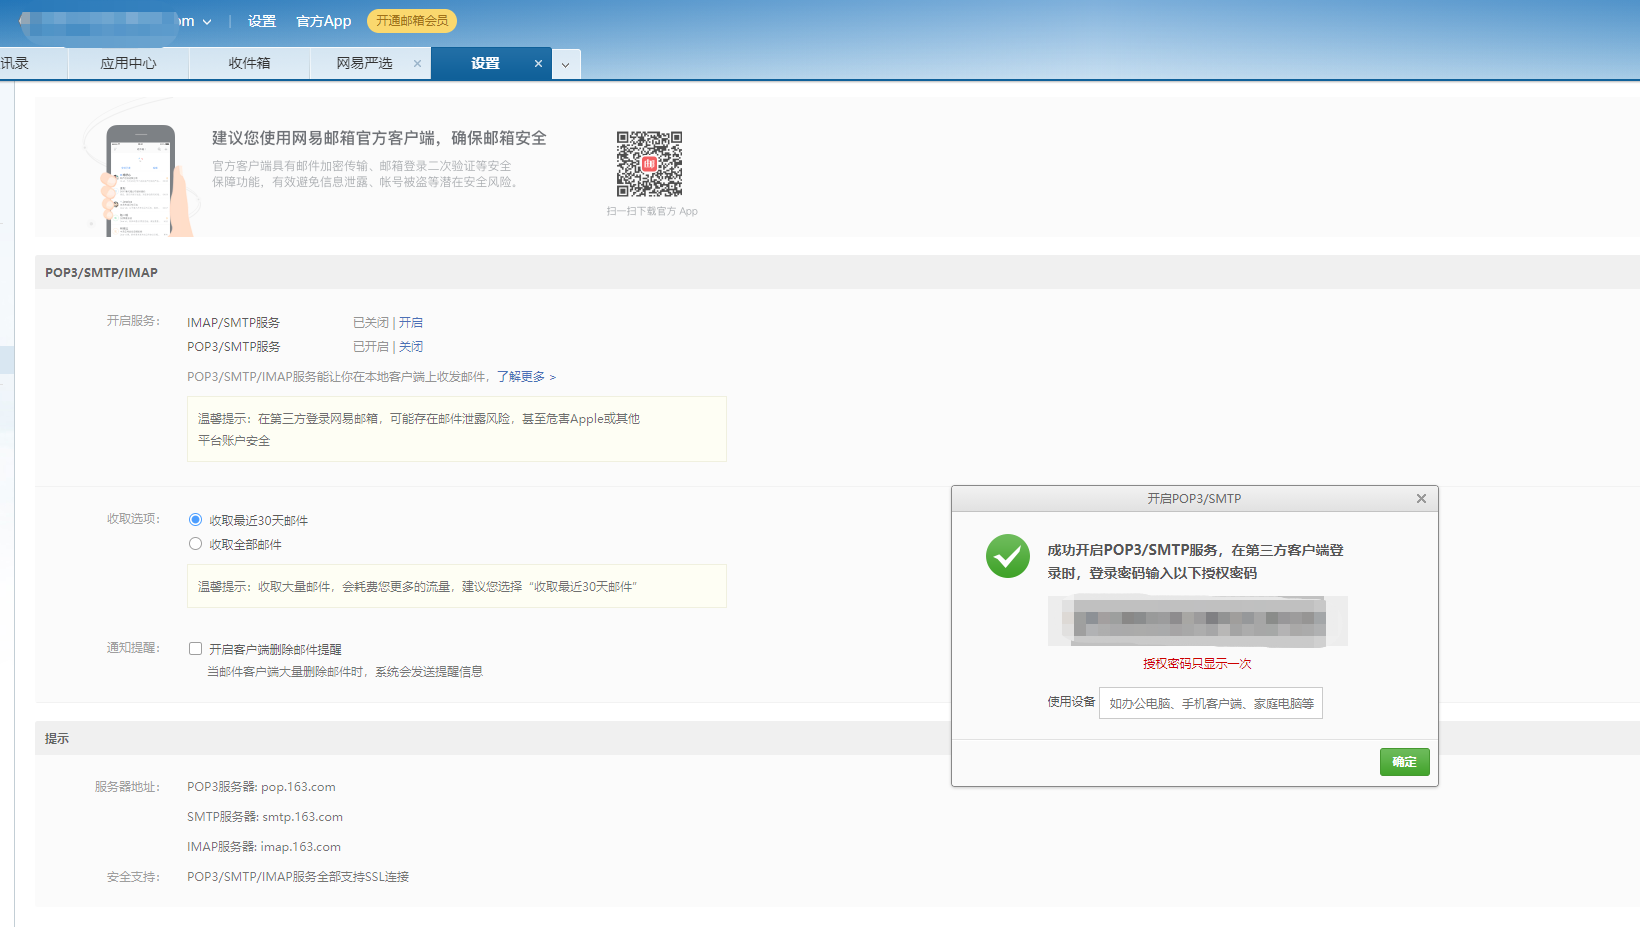 om
设置
官方App
开通邮箱会员
讯录
应用中心
收件箱
网易严选
设置
建议您使用网易邮箱官方客户端，确保邮箱安全
官方客户端具有邮件加密传输、邮箱登录二次验证等安全
保障功能，有效避免信息泄露、帐号被盗等潜在安全风险。
扫一扫下载官方 App
POP3/SMTP/IMAP
开启服务：
IMAP/SMTP服务
已关闭 | 开启
POP3/SMTP服务
已开启 | 关闭
POP3/SMTP/IMAP服务能让你在本地客户端上收发邮件，了解更多 >
温馨提示：在第三方登录网易邮箱，可能存在邮件泄露风险，甚至危害Apple或其他
平台账户安全
收取选项：
收取最近30天邮件
收取全部邮件
温馨提示：收取大量邮件，会耗费您更多的流量，建议您选择“收取最近30天邮件”
通知提醒：
开启客户端删除邮件提醒
当邮件客户端大量删除邮件时，系统会发送提醒信息
开启POP3/SMTP
成功开启POP3/SMTP服务，在第三方客户端登
录时，登录密码输入以下授权密码
授权密码只显示一次
使用设备
如办公电脑、手机客户端、家庭电脑等
确定
提示
服务器地址：
POP3服务器: pop.163.com
SMTP服务器: smtp.163.com
IMAP服务器: imap.163.com
安全支持：
POP3/SMTP/IMAP服务全部支持SSL连接